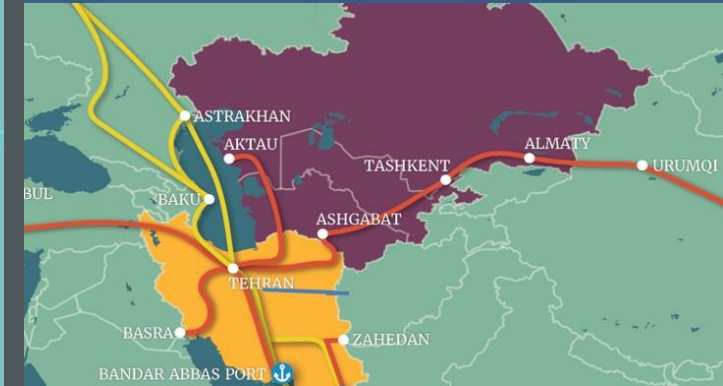 ASTRAKHAN
AKTAU
ALMATY
TASHKENT
URUMQI
BUL
BAKU
ASHGABAT
TEHRAN
BASRA
ZAHEDAN
BANDAR ABBAS PORT